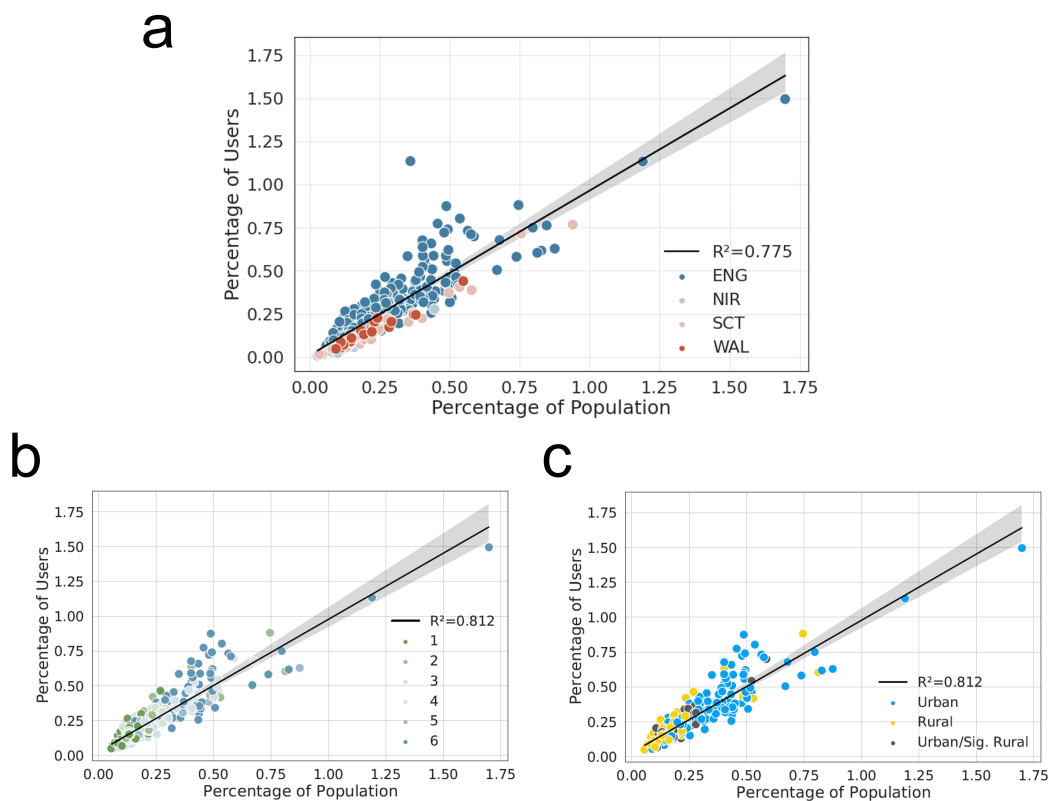 a
1.75
1.50
1.25
1.00
0.75
0.50
0.25
0.00
Percentage of Users
R²=0.775
ENG
NIR
SCT
WAL
0.00 0.25 0.50 0.75 1.00 1.25 1.50 1.75
Percentage of Population
b
1.75
1.50
1.25
1.00
0.75
0.50
0.25
0.00
Percentage of Users
R²=0.812
1
2
3
4
5
6
0.00 0.25 0.50 0.75 1.00 1.25 1.50 1.75
Percentage of Population
c
1.75
1.50
1.25
1.00
0.75
0.50
0.25
0.00
Percentage of Users
R²=0.812
Urban
Rural
Urban/Sig. Rural
0.00 0.25 0.50 0.75 1.00 1.25 1.50 1.75
Percentage of Population